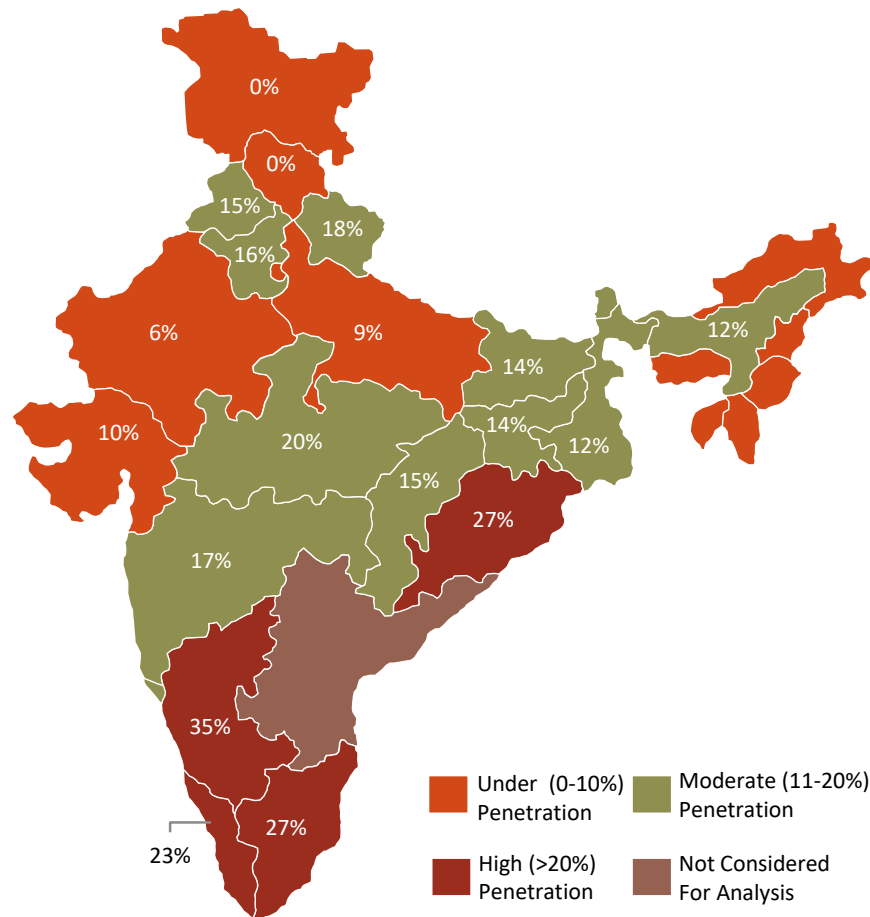 0%
0%
15%
18%
16%
6%
9%
12%
14%
10%
14%
20%
12%
15%
27%
17%
35%
27%
23%
Under (0-10%)
Penetration
Moderate (11-20%)
Penetration
High (>20%)
Penetration
Not Considered
For Analysis